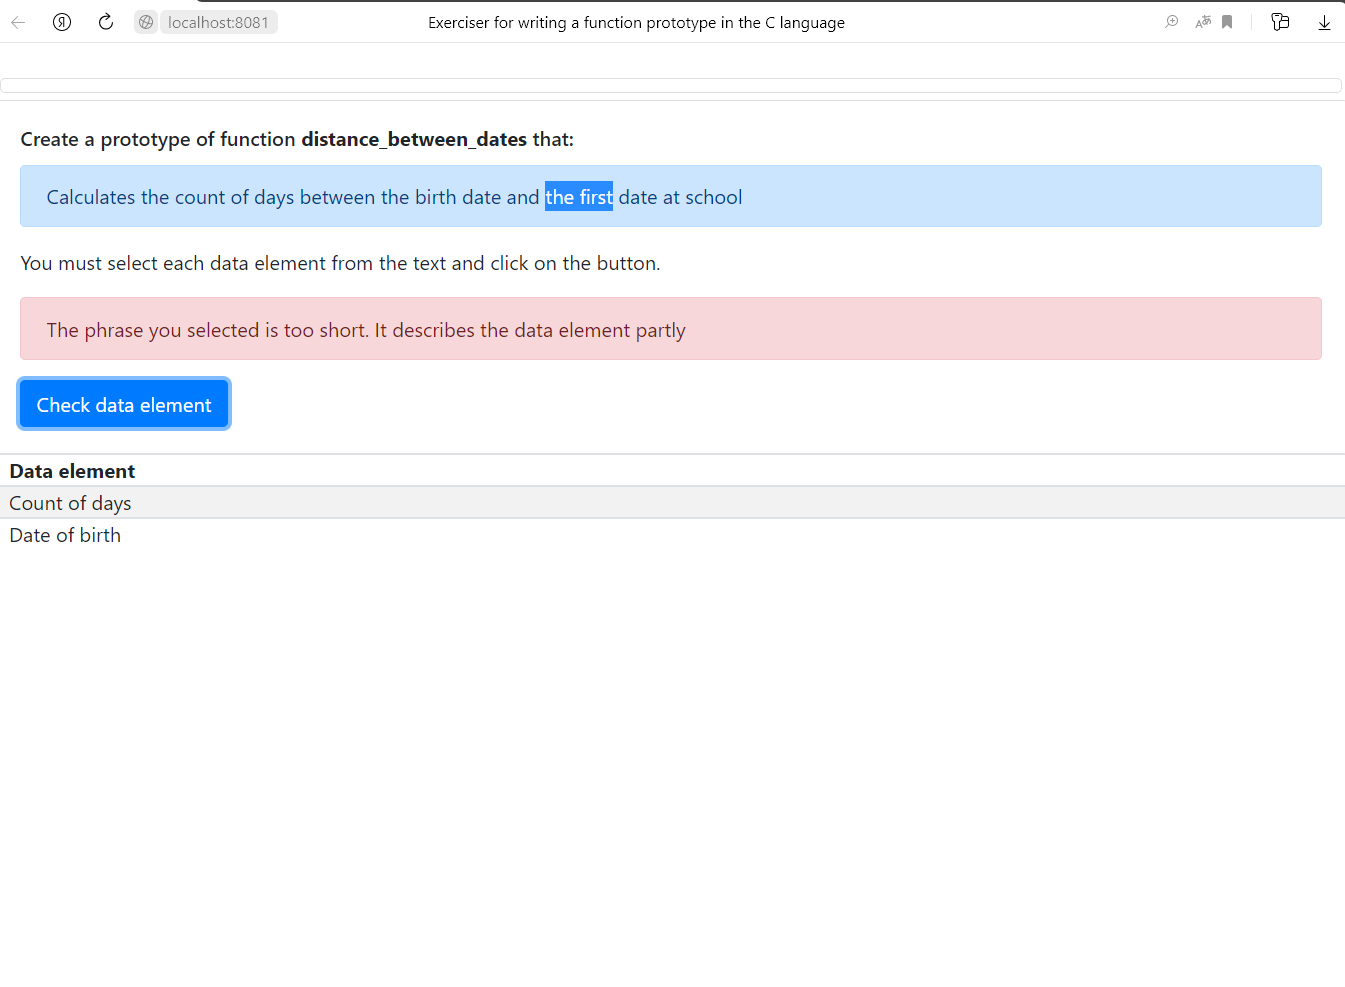 localhost:8081 Exerciser for writing a function prototype in the C language
Create a prototype of function distance_between_dates that:
Calculates the count of days between the birth date and the first date at school
You must select each data element from the text and click on the button.
The phrase you selected is too short. It describes the data element partly
Check data element
Data element
Count of days
Date of birth